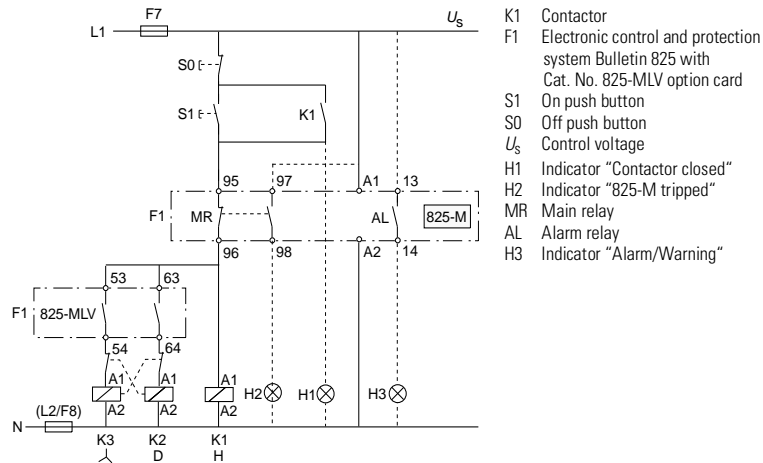 F7
L1
Us
S0
S1
K1
95
97
A1
13
F1
MR
AL
825-M
96
98
A2
14
53
63
F1
825-MLV
54
64
A1
A1
A1
A2
A2
A2
H2
H1
H3
(L2/F8)
N
K3
K2
K1
D
H
K1 Contactor
F1 Electronic control and protection
system Bulletin 825 with
Cat. No. 825-MLV option card
S1 On push button
S0 Off push button
Us Control voltage
H1 Indicator “Contactor closed“
H2 Indicator “825-M tripped“
MR Main relay
AL Alarm relay
H3 Indicator “Alarm/Warning“